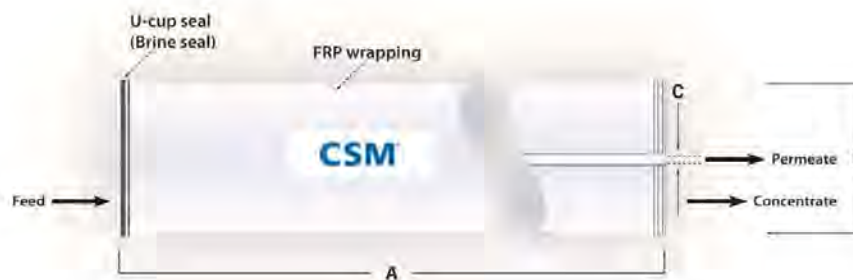 U-cup seal
(Brine seal)
FRP wrapping
C
CSM
Permeate
Feed
Concentrate
A